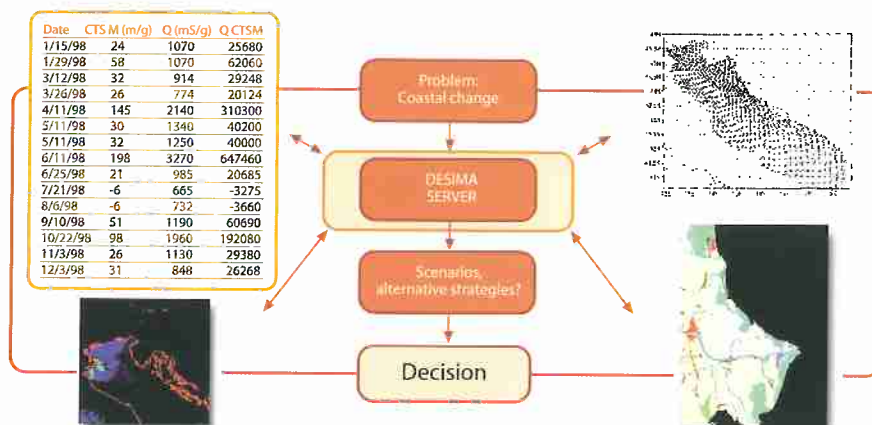 Date CTS M (m/g) Q (mS/g) Q CTSM
1/15/98 24 1070 25680
1/29/98 58 1070 62060
3/12/98 32 914 29248
3/26/98 26 774 20124
4/11/98 145 2140 310300
5/11/98 30 1340 40200
5/11/98 32 1250 40000
6/11/98 198 3270 647460
6/25/98 21 985 20685
7/21/98 -6 665 -3275
8/6/98 -6 732 -3660
9/10/98 51 1190 60690
10/22/98 98 1960 192080
11/3/98 26 1130 29380
12/3/98 31 848 26268
Problem:
Coastal change
DESIMA
SERVER
Scenarios,
alternative strategies?
Decision